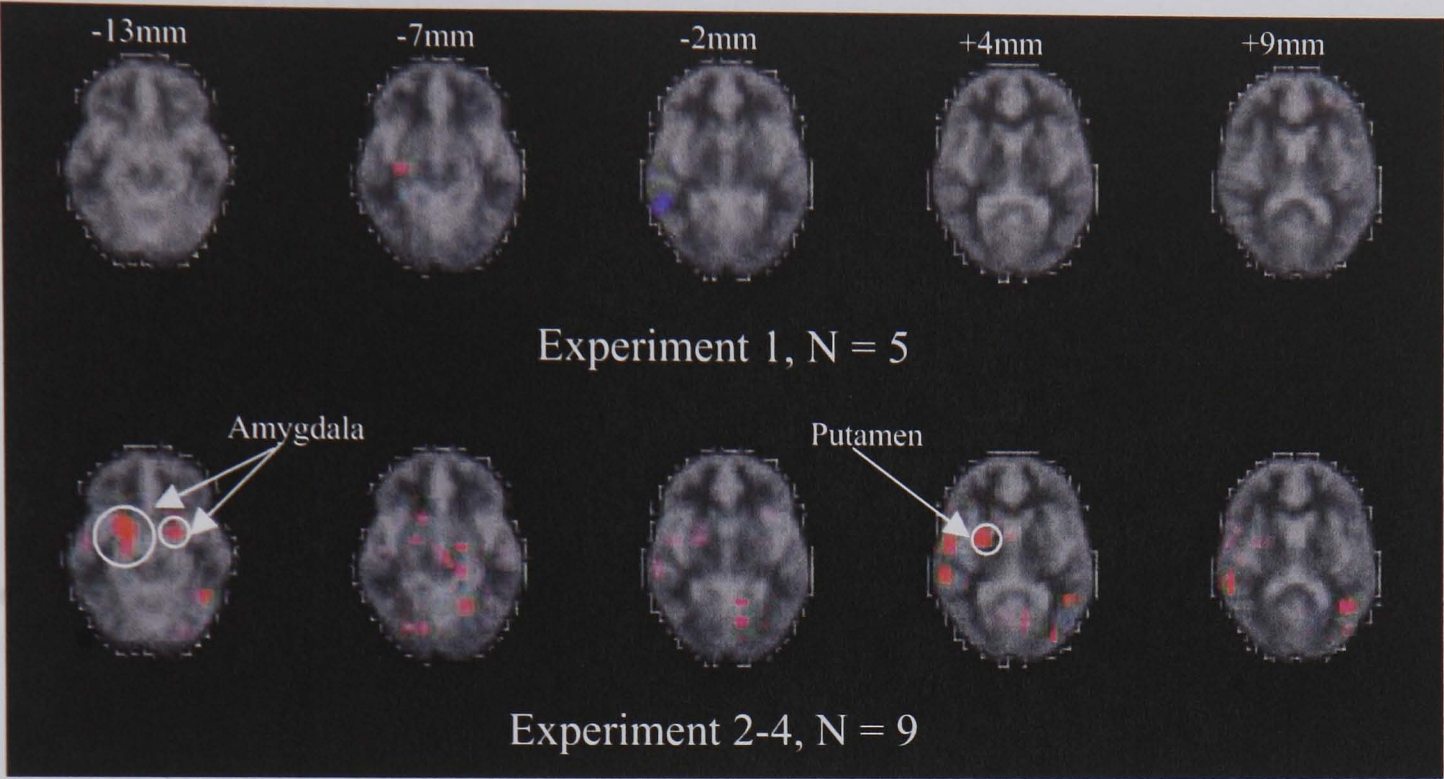 -13mm -7mm -2mm +4mm +9mm
Experiment 1, N = 5
Amygdala Putamen
Experiment 2-4, N = 9